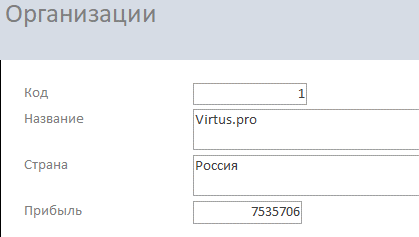 Организации
Код 1
Название Virtus.pro
Страна Россия
Прибыль 7535706